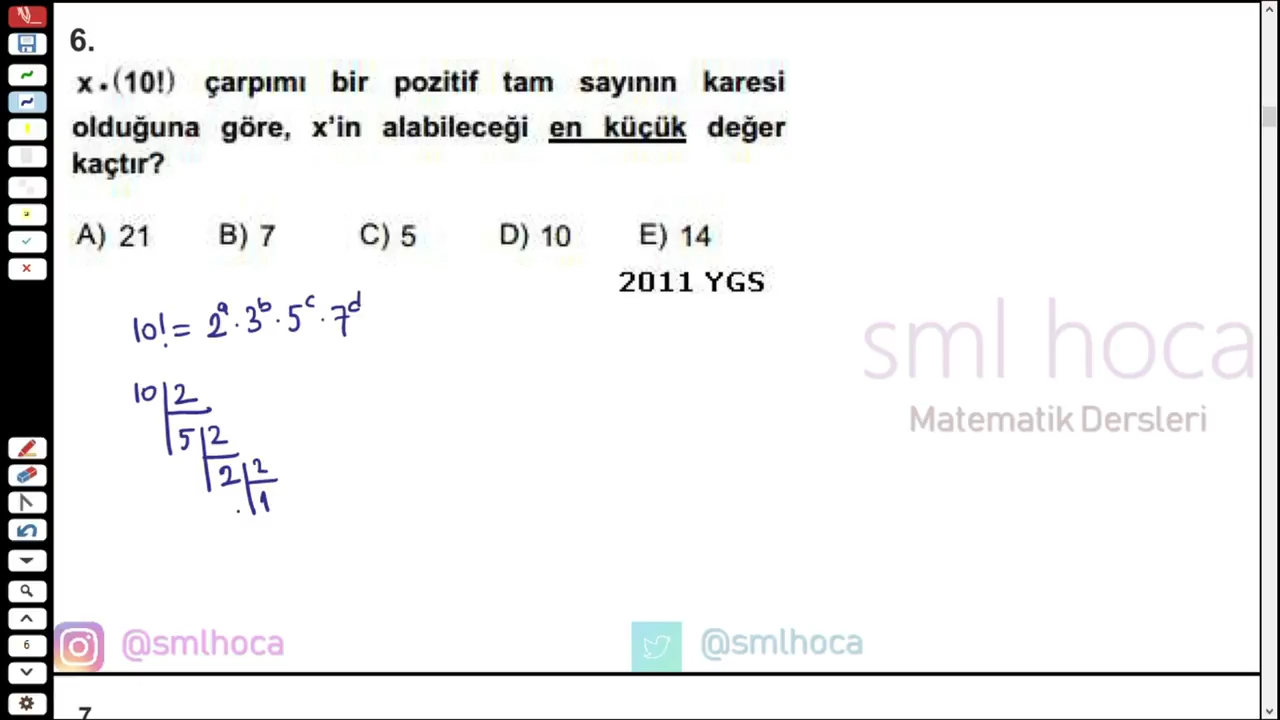 6.
x.(10!) çarpımı bir pozitif tam sayının karesi
olduğuna göre, x'in alabileceği en küçük değer
kaçtır?
A) 21 B) 7 C) 5 D) 10 E) 14
2011 YGS
10! = 2^a . 3^b . 5^c . 7^d
10 2
5 2
2 2
1
sml hoca
Matematik Dersleri
@smlhoca @smlhoca
6
7